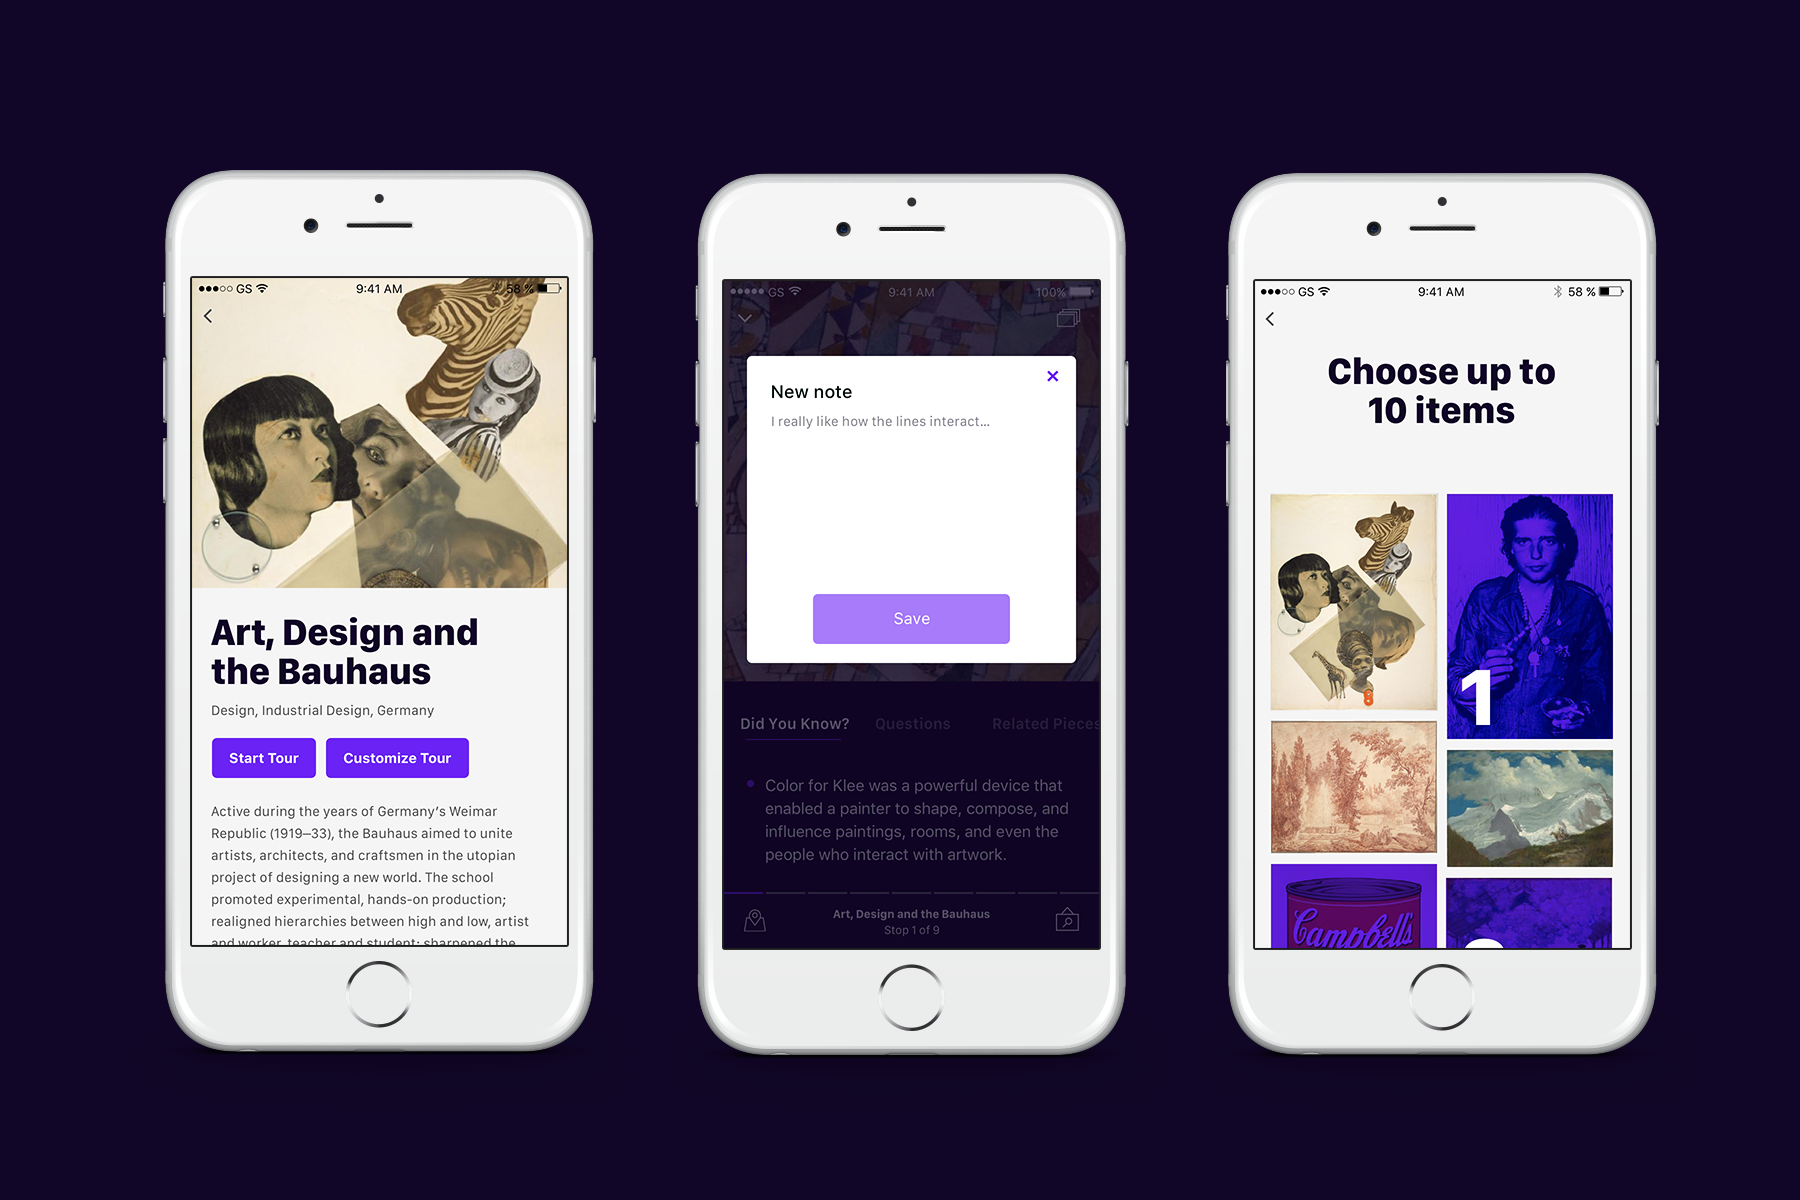 GS 9:41 AM 58 %
Art, Design and
the Bauhaus
Design, Industrial Design, Germany
Start Tour Customize Tour
Active during the years of Germany's Weimar
Republic (1919–33), the Bauhaus aimed to unite
artists, architects, and craftsmen in the utopian
project of designing a new world. The school
promoted experimental, hands-on production;
realigned hierarchies between high and low, artist
and worker, teacher and student; sharpened the
GS 9:41 AM 100%
New note
I really like how the lines interact...
Save
Did You Know? Questions Related Pieces
Color for Klee was a powerful device that
enabled a painter to shape, compose, and
influence paintings, rooms, and even the
people who interact with artwork.
Art, Design and the Bauhaus
Stop 1 of 9
GS 9:41 AM 58 %
Choose up to
10 items
1
Campbell's